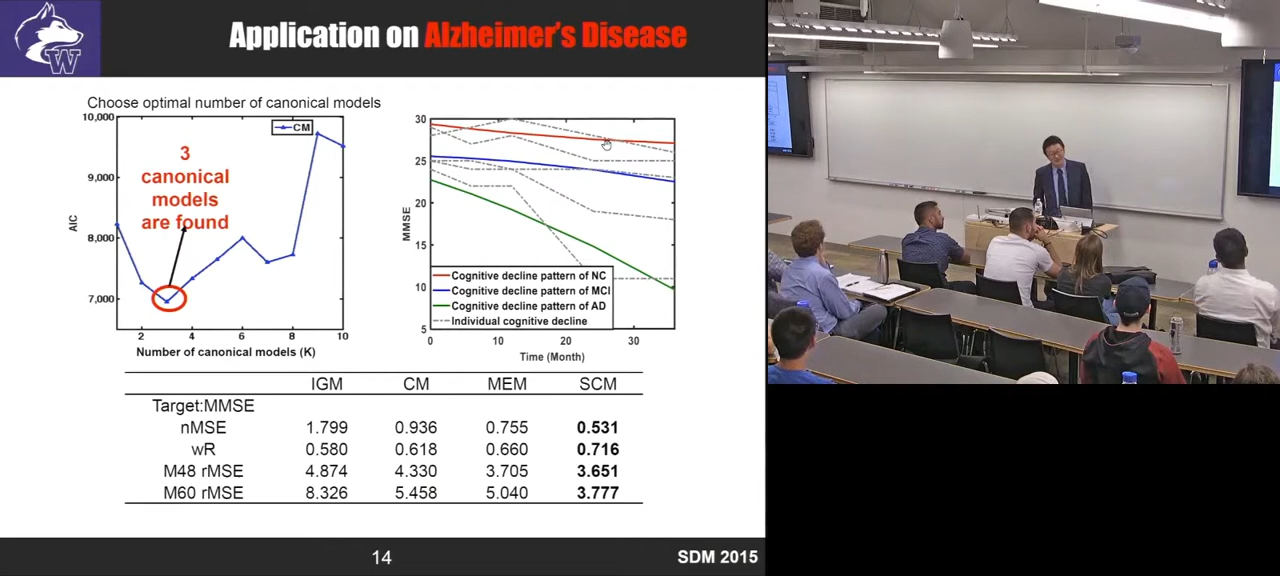 W
Application on Alzheimer's Disease
Choose optimal number of canonical models
10,000
9,000
8,000
7,000
AIC
CM
3
canonical
models
are found
2
4
6
8
10
Number of canonical models (K)
30
25
20
15
10
5
MMSE
Cognitive decline pattern of NC
Cognitive decline pattern of MCI
Cognitive decline pattern of AD
Individual cognitive decline
0
10
20
30
Time (Month)
IGM CM MEM SCM
Target:MMSE
nMSE 1.799 0.936 0.755 0.531
wR 0.580 0.618 0.660 0.716
M48 rMSE 4.874 4.330 3.705 3.651
M60 rMSE 8.326 5.458 5.040 3.777
14
SDM 2015